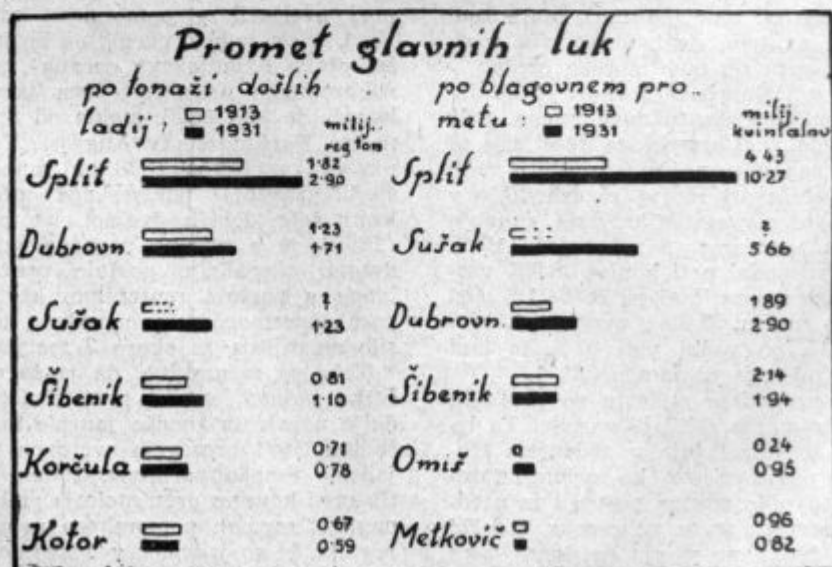 Promet glavnih luk
po tonaži došlih
ladij,
1913
1931
milij.
regton
Split
1·82
2·90
Dubrovn.
1·23
1·71
Sušak
?
1·23
Šibenik
0·81
1·10
Korčula
0·71
0·78
Kotor
0·67
0·59
po blagovnem pro-
metu
1913
1931
milij.
kvintalov
Split
4·43
10·27
Sušak
?
5·66
Dubrovn.
1·89
2·90
Šibenik
2·14
1·94
Omiš
0·24
0·95
Metkovič
0·96
0·82